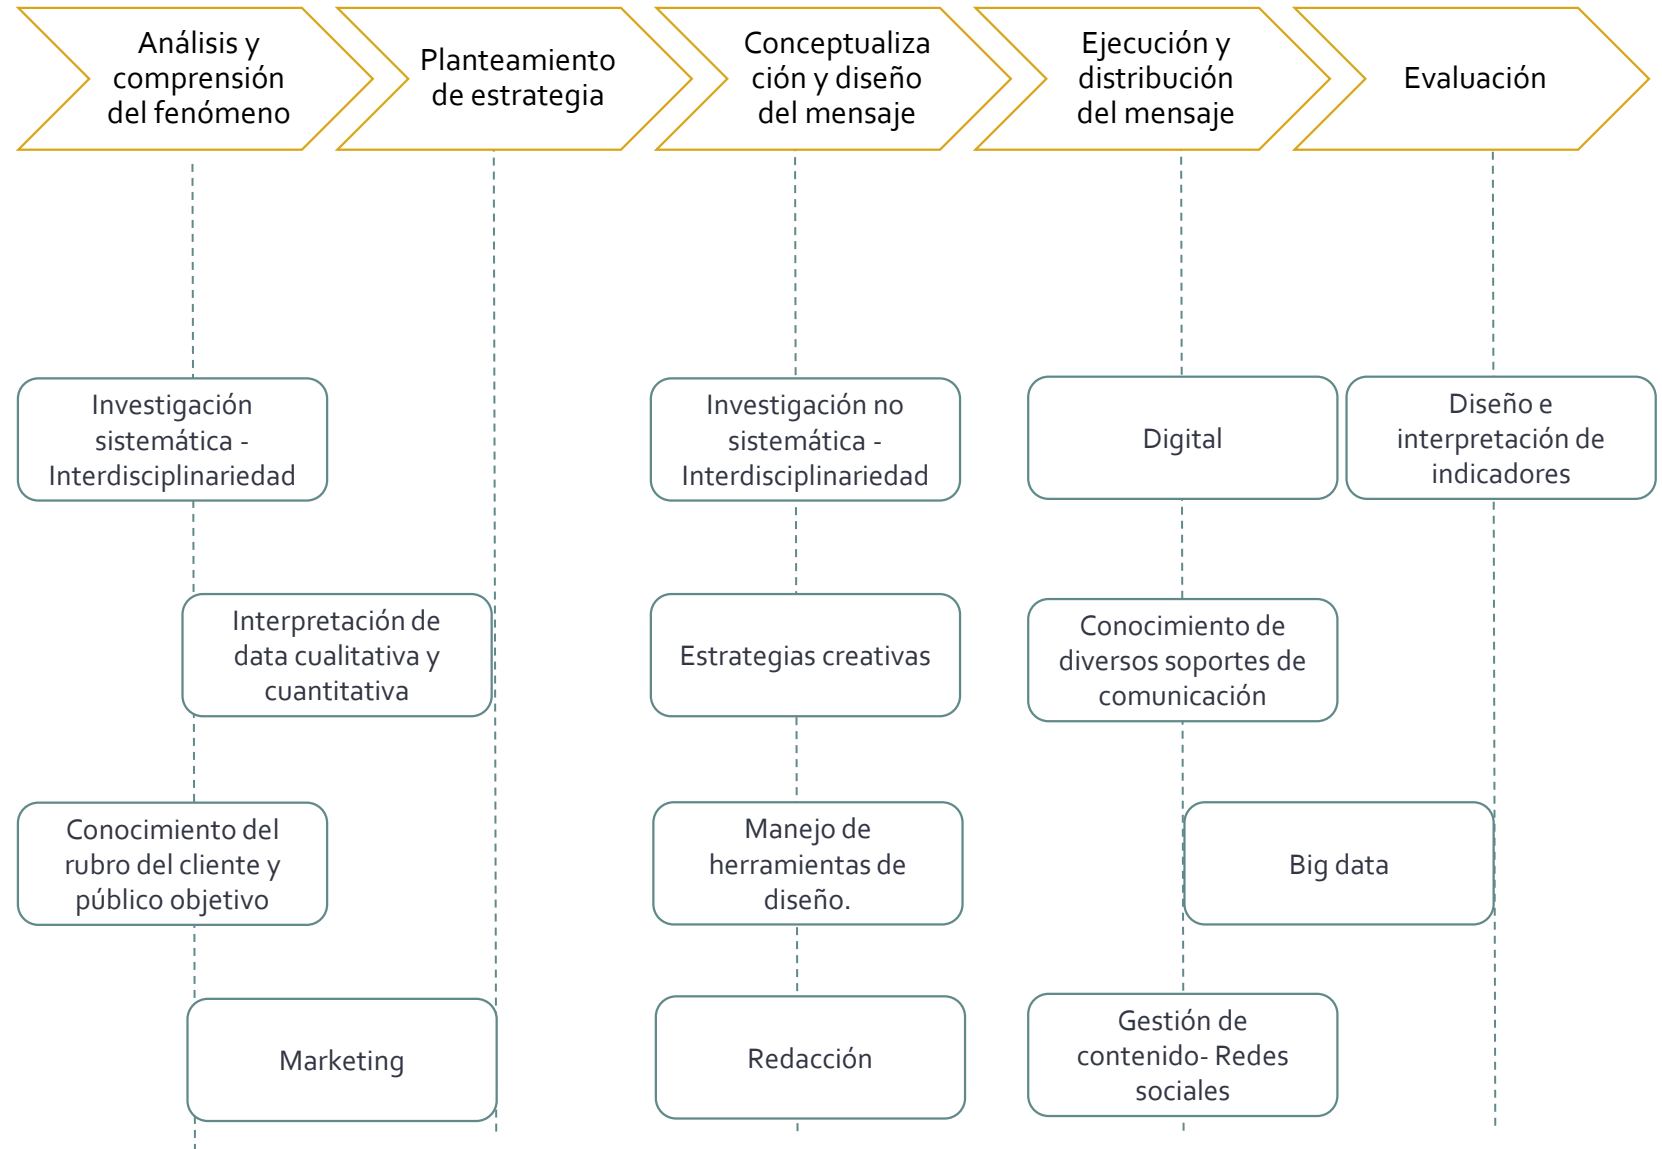 Análisis y
comprensión
del fenómeno
Planteamiento
de estrategia
Conceptualiza
ción y diseño
del mensaje
Ejecución y
distribución
del mensaje
Evaluación
Investigación
sistemática -
Interdisciplinariedad
Investigación no
sistemática -
Interdisciplinariedad
Digital
Diseño e
interpretación de
indicadores
Interpretación de
data cualitativa y
cuantitativa
Estrategias creativas
Conocimiento de
diversos soportes de
comunicación
Conocimiento del
rubro del cliente y
público objetivo
Manejo de
herramientas de
diseño.
Big data
Marketing
Redacción
Gestión de
contenido- Redes
sociales